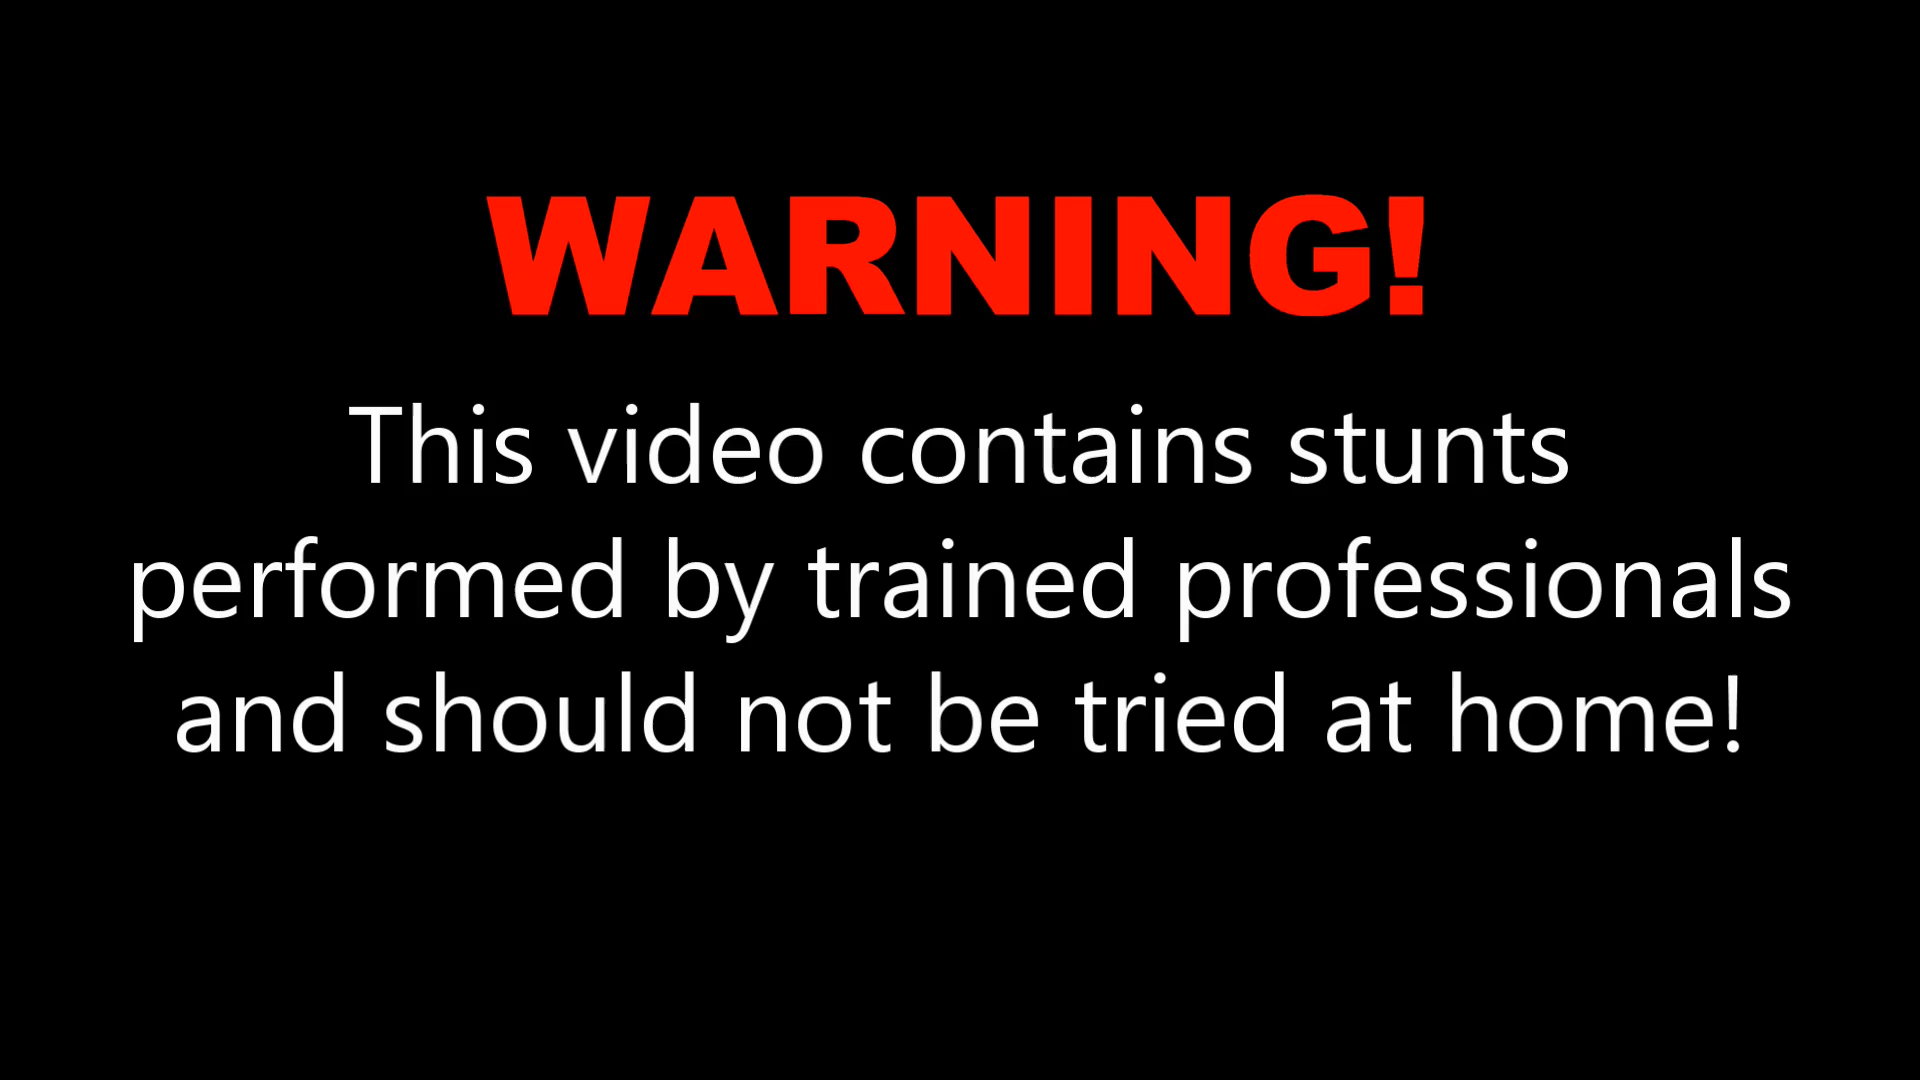 WARNING!
This video contains stunts
performed by trained professionals
and should not be tried at home!